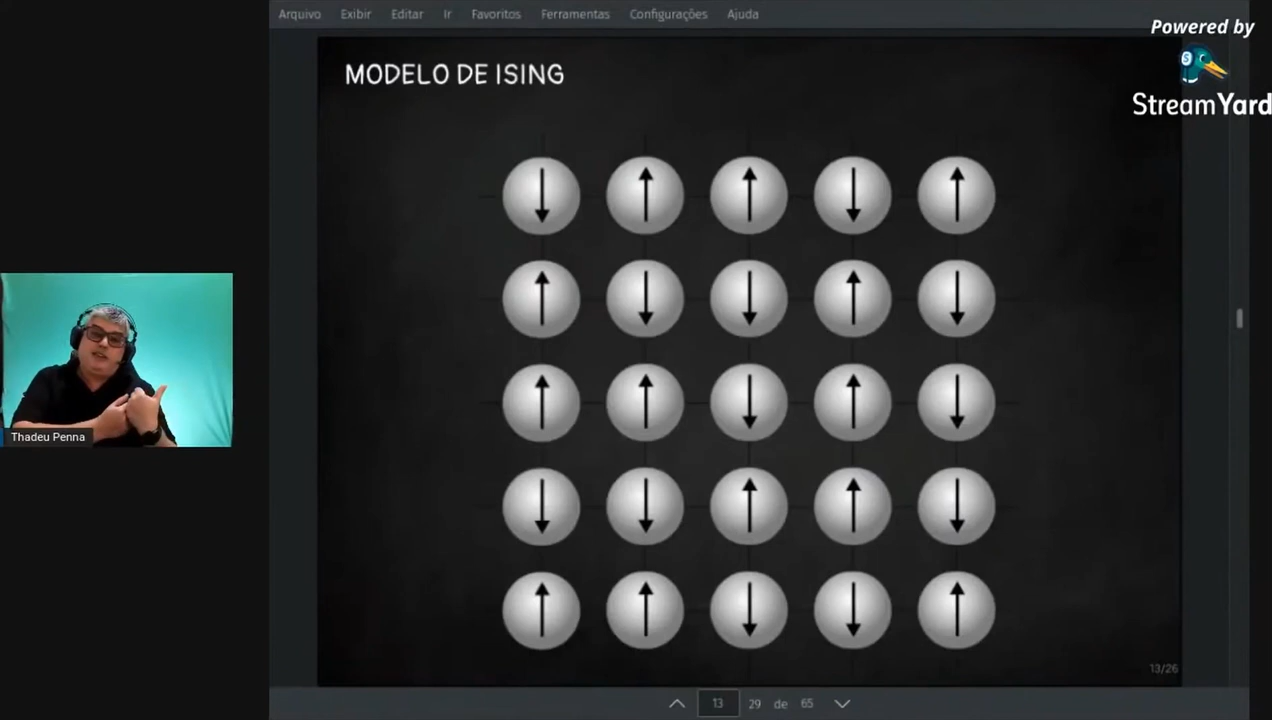 Arquivo Exibir Editar Ir Favoritos Ferramentas Configurações Ajuda
Powered by
StreamYard
MODELO DE ISING
Thadeu Penna
13/26
13 29 de 65